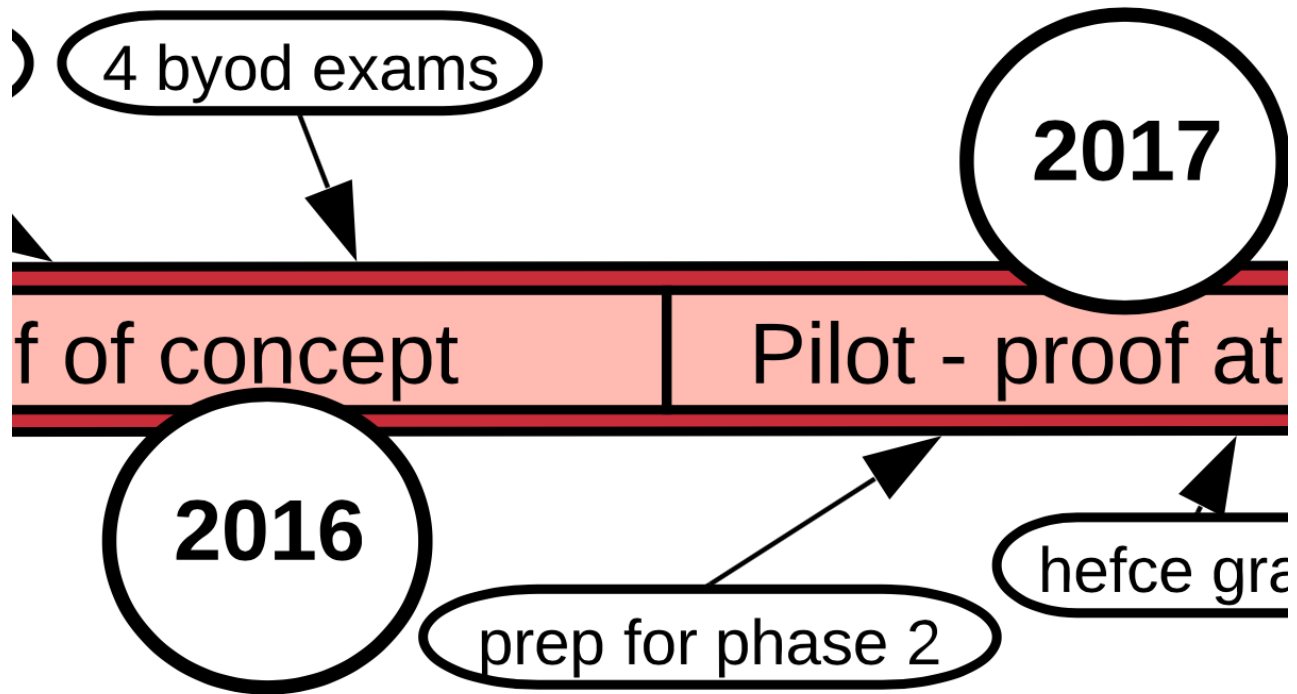 4 byod exams
2017
f of concept
Pilot - proof at
2016
hefce gra
prep for phase 2